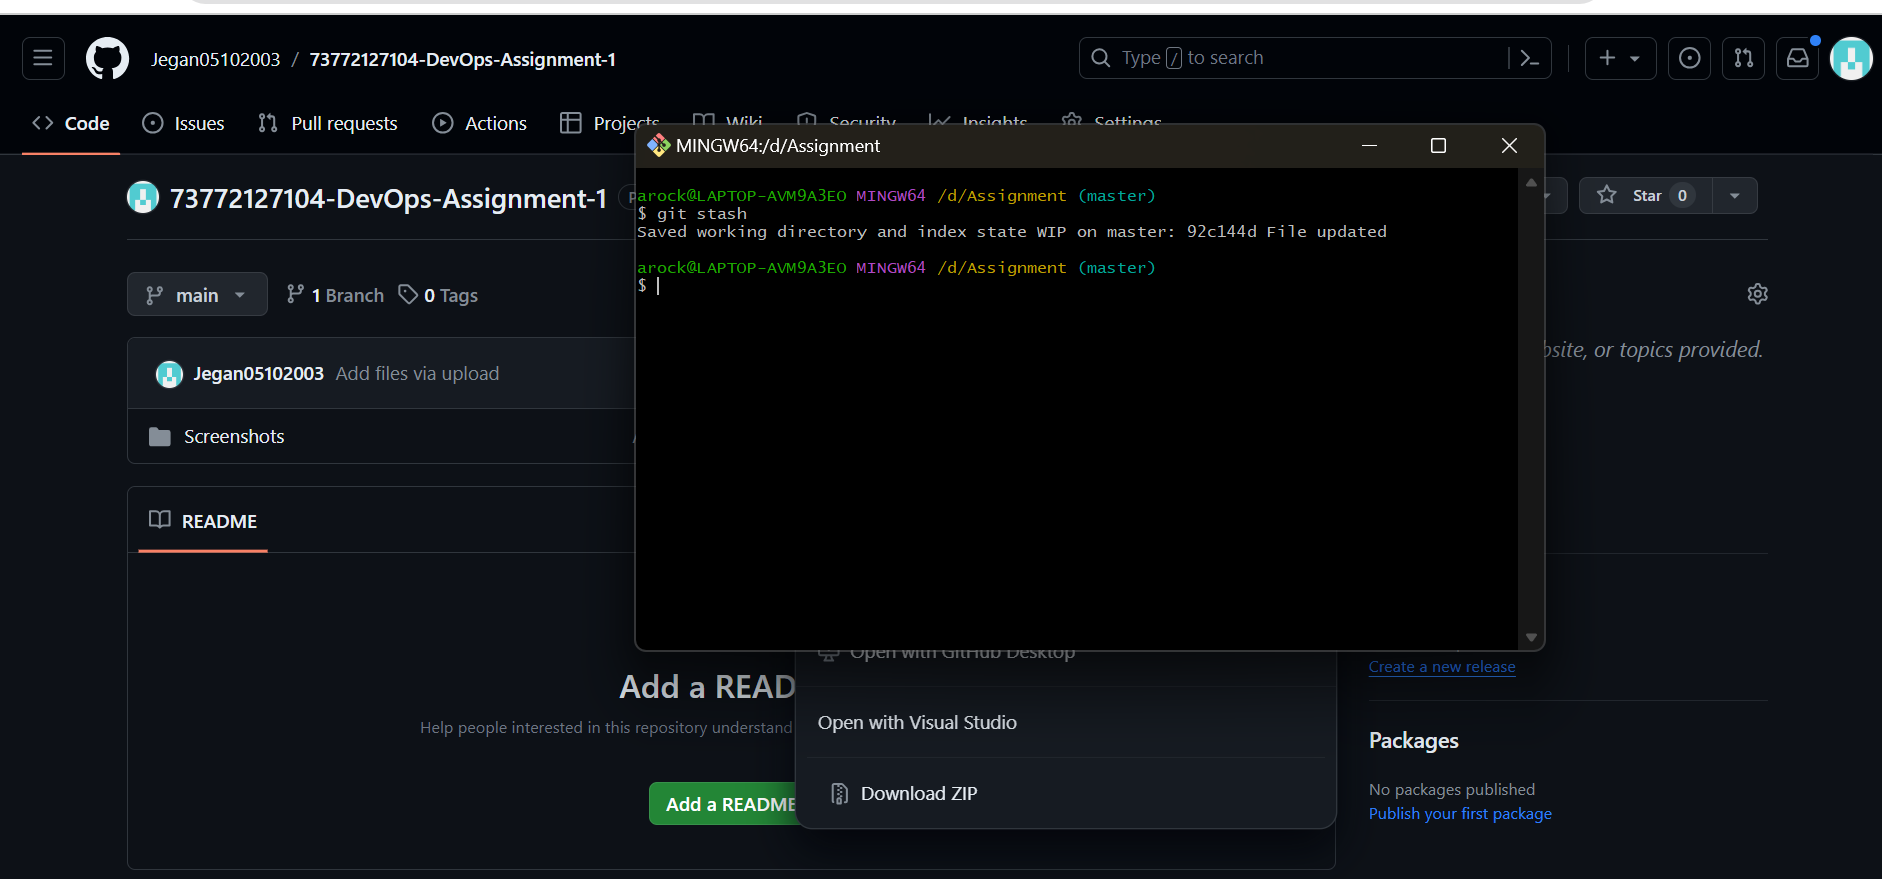 Jegan05102003 / 73772127104-DevOps-Assignment-1
Type / to search
Code Issues Pull requests Actions Projects Wiki Security Insights Settings
MINGW64:/d/Assignment
73772127104-DevOps-Assignment-1
Star 0
arock@LAPTOP-AVM9A3EO MINGW64 /d/Assignment (master)
$ git stash
Saved working directory and index state WIP on master: 92c144d File updated
arock@LAPTOP-AVM9A3EO MINGW64 /d/Assignment (master)
$
main 1 Branch 0 Tags
bsite, or topics provided.
Jegan05102003 Add files via upload
Screenshots
README
Open with GitHub Desktop
Create a new release
Add a READ
Help people interested in this repository understand
Open with Visual Studio
Packages
Add a README
Download ZIP
No packages published
Publish your first package